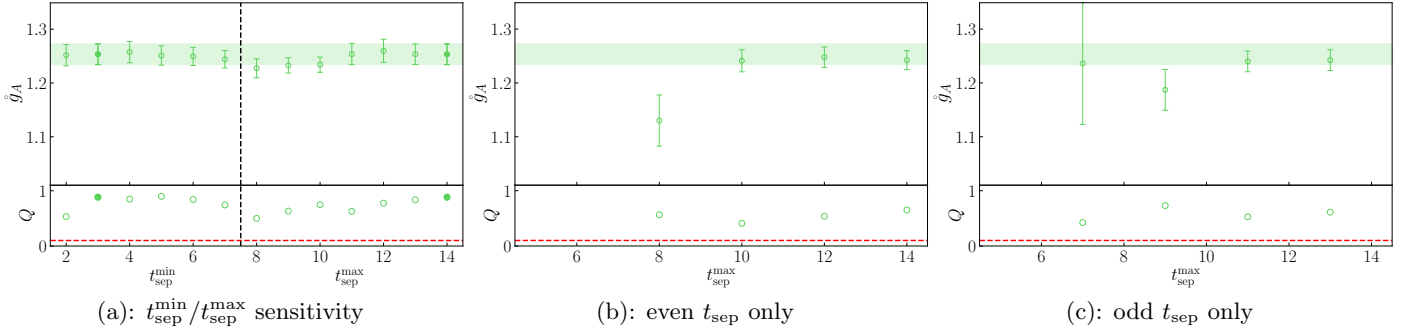 1.3
1.2
1.1
g̊_A
1
0
Q
2 4 6 8 10 12 14
t_sep^min t_sep^max
(a): t_sep^min/t_sep^max sensitivity
1.3
1.2
1.1
g̊_A
1
0
Q
6 8 10 12 14
t_sep^max
(b): even t_sep only
1.3
1.2
1.1
g̊_A
1
0
Q
6 8 10 12 14
t_sep^max
(c): odd t_sep only